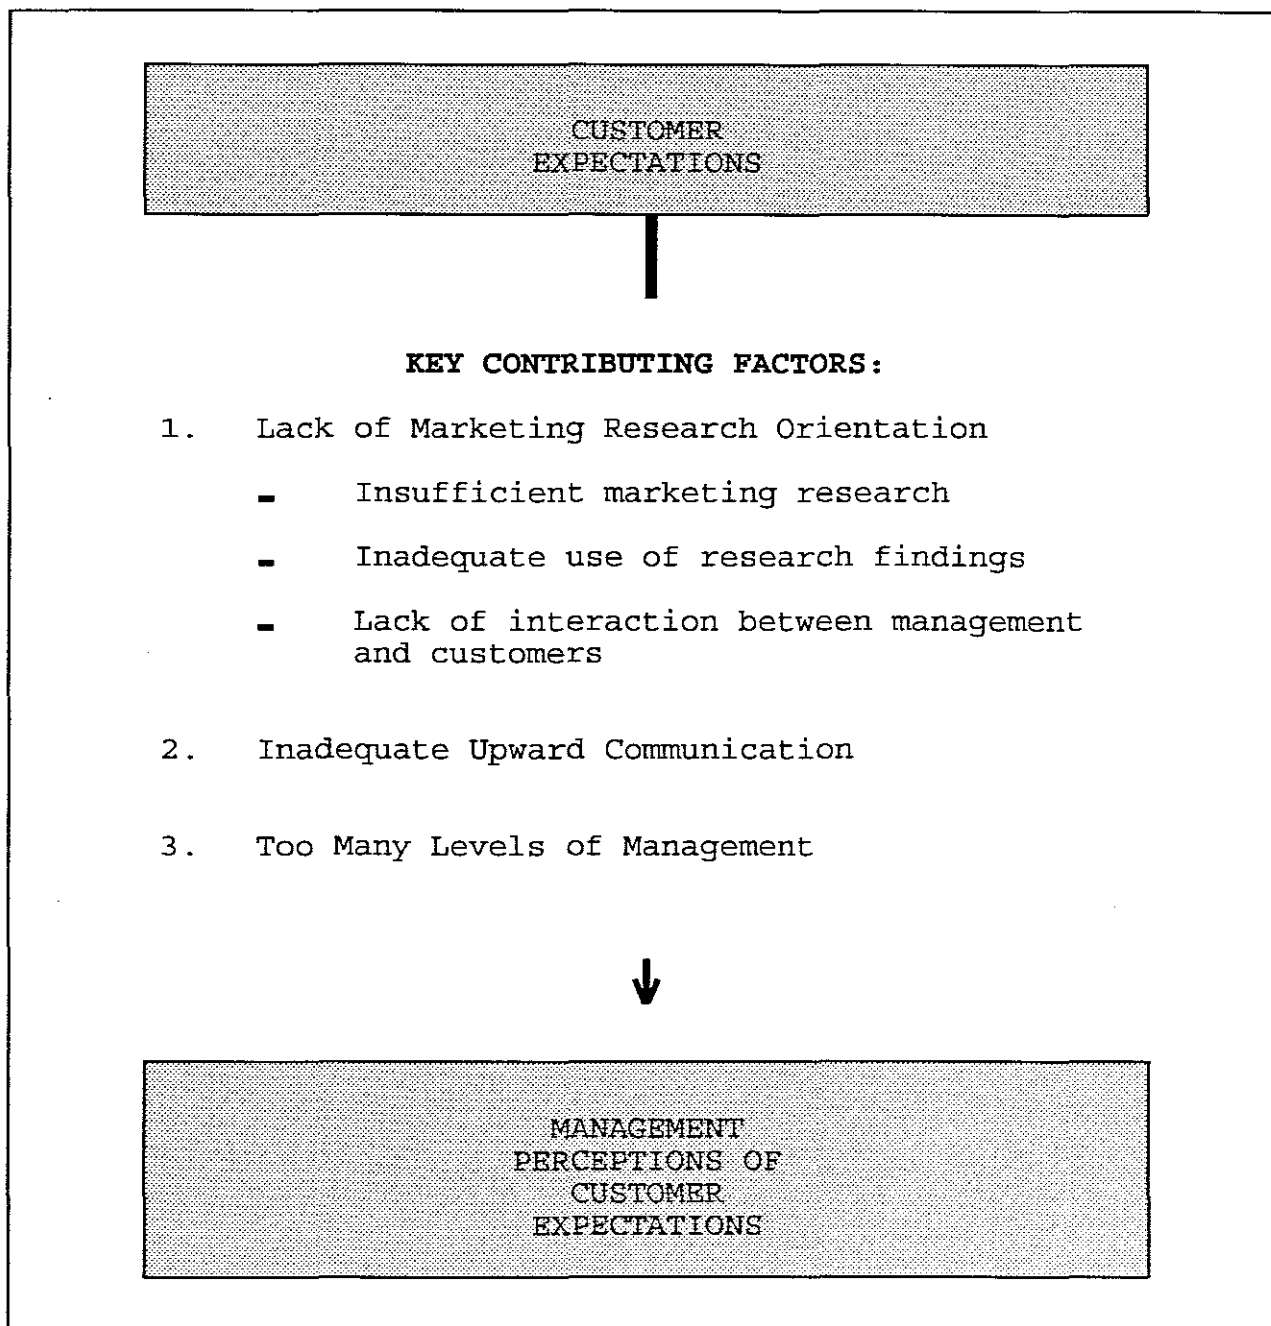 CUSTOMER
EXPECTATIONS
KEY CONTRIBUTING FACTORS:
1. Lack of Marketing Research Orientation
- Insufficient marketing research
- Inadequate use of research findings
- Lack of interaction between management
and customers
2. Inadequate Upward Communication
3. Too Many Levels of Management
MANAGEMENT
PERCEPTIONS OF
CUSTOMER
EXPECTATIONS